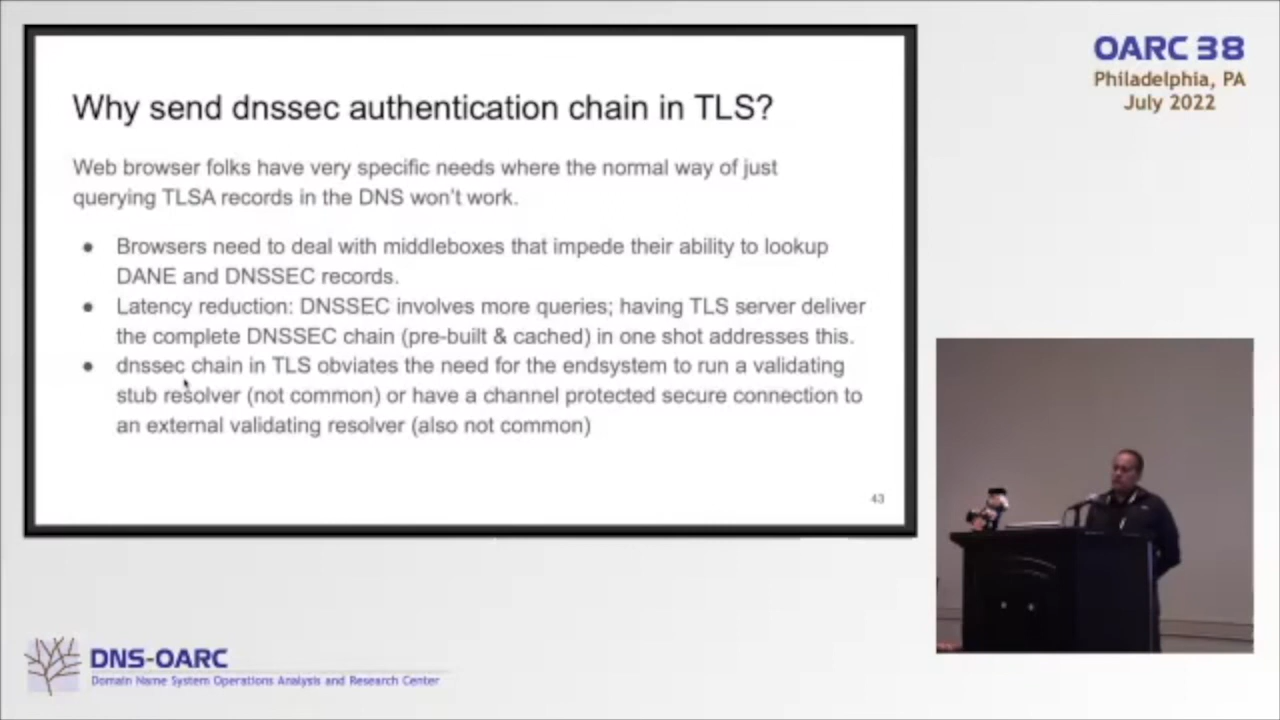 Why send dnssec authentication chain in TLS?
Web browser folks have very specific needs where the normal way of just
querying TLSA records in the DNS won't work.
● Browsers need to deal with middleboxes that impede their ability to lookup
DANE and DNSSEC records.
● Latency reduction: DNSSEC involves more queries; having TLS server deliver
the complete DNSSEC chain (pre-built & cached) in one shot addresses this.
● dnssec chain in TLS obviates the need for the endsystem to run a validating
stub resolver (not common) or have a channel protected secure connection to
an external validating resolver (also not common)
43
OARC 38
Philadelphia, PA
July 2022
DNS-OARC
Domain Name System Operations Analysis and Research Center